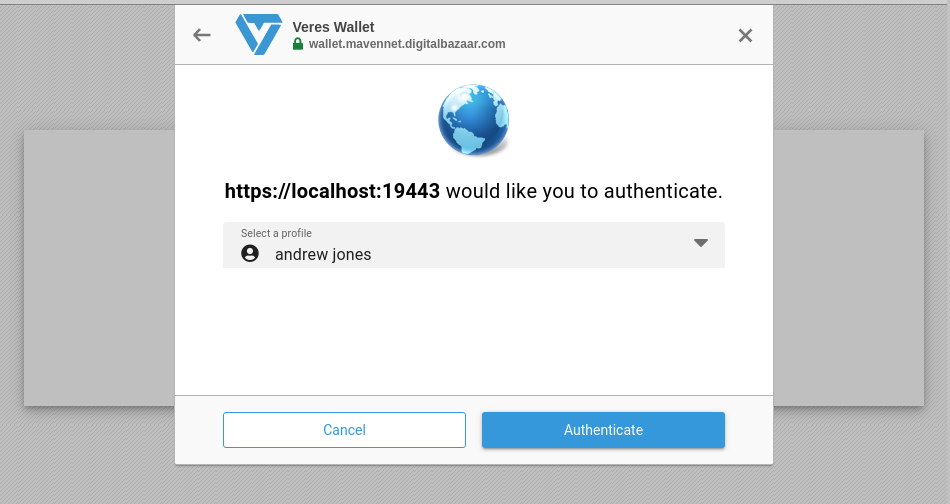 Veres Wallet
wallet.mavennet.digitalbazaar.com
https://localhost:19443 would like you to authenticate.
Select a profile
andrew jones
Cancel
Authenticate